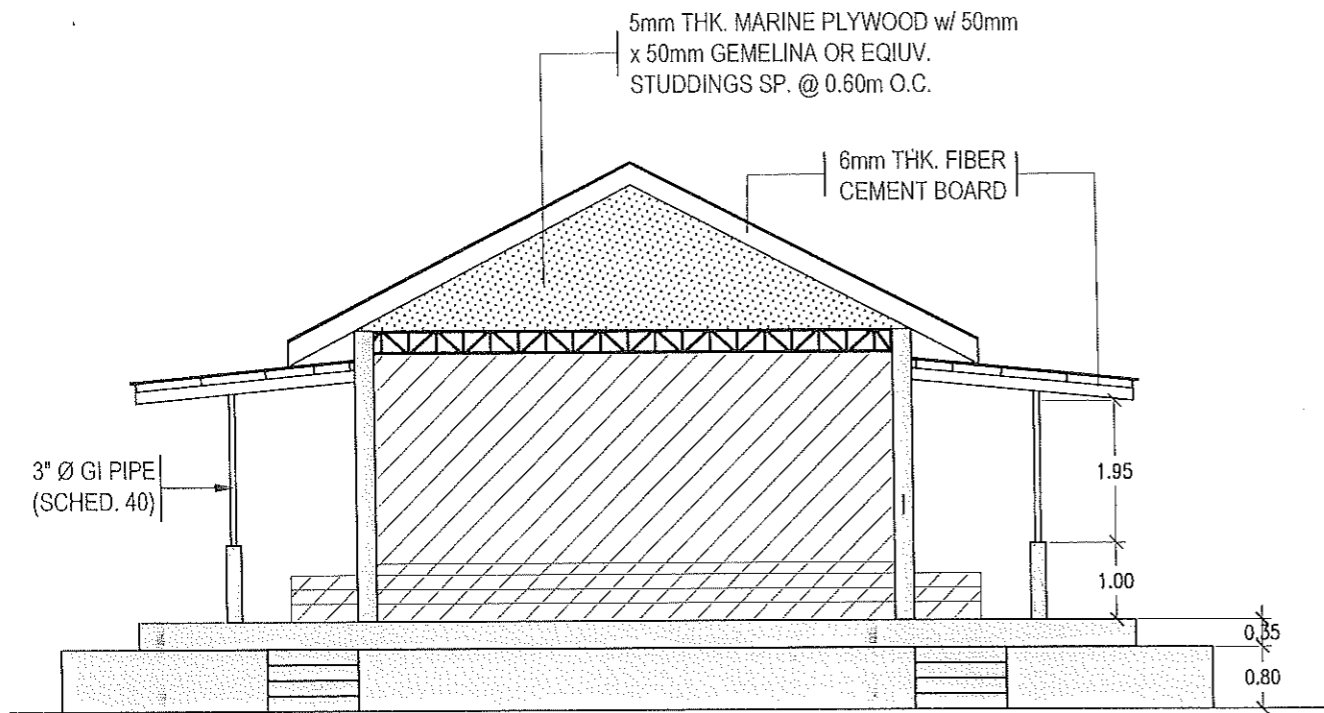 5mm THK. MARINE PLYWOOD w/ 50mm
x 50mm GEMELINA OR EQIUV.
STUDDINGS SP. @ 0.60m O.C.
6mm THK. FIBER
CEMENT BOARD
3" Ø GI PIPE
(SCHED. 40)
1.95
1.00
0.35
0.80